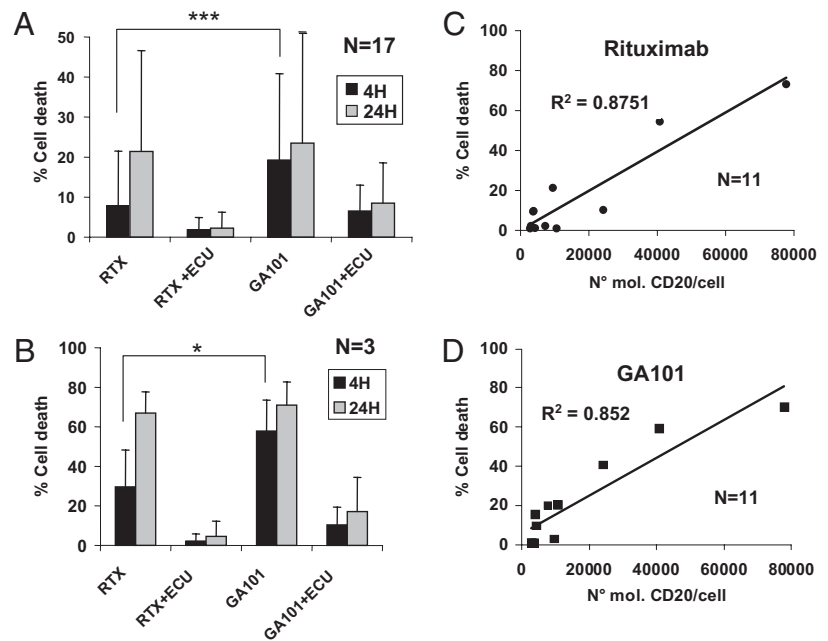 A
***
N=17
4H
24H
% Cell death
50
40
30
20
10
0
RTX
RTX +ECU
GA101
GA101+ECU
B
*
N=3
4H
24H
% Cell death
100
80
60
40
20
0
RTX
RTX+ECU
GA101
GA101+ECU
C
Rituximab
R² = 0.8751
N=11
% Cell death
100
80
60
40
20
0
0 20000 40000 60000 80000
N° mol. CD20/cell
D
GA101
R² = 0.852
N=11
% Cell death
100
80
60
40
20
0
0 20000 40000 60000 80000
N° mol. CD20/cell